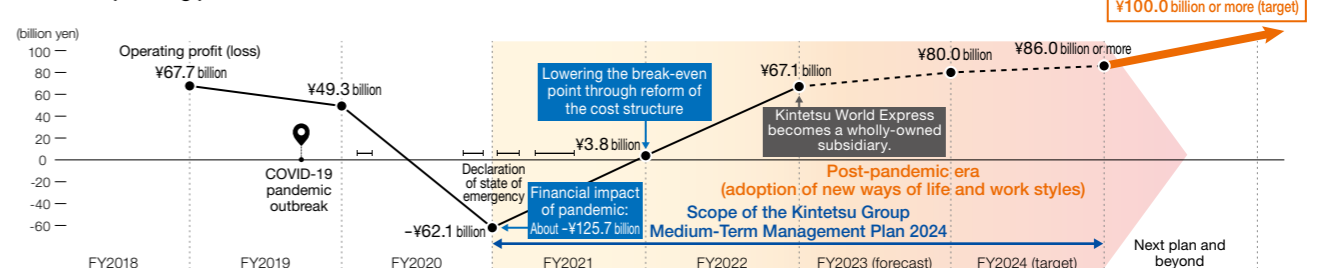 ¥100.0 billion or more (target)
(billion yen)
100
80
60
40
20
0
-20
-40
-60
Operating profit (loss)
¥67.7 billion
¥49.3 billion
COVID-19
pandemic
outbreak
Declaration
of state of
emergency
−¥62.1 billion
Financial impact
of pandemic:
About −¥125.7 billion
Lowering the break-even
point through reform of
the cost structure
¥3.8 billion
¥67.1 billion
Kintetsu World Express
becomes a wholly-owned
subsidiary.
¥80.0 billion
¥86.0 billion or more
Post-pandemic era
(adoption of new ways of life and work styles)
Scope of the Kintetsu Group
Medium-Term Management Plan 2024
FY2018
FY2019
FY2020
FY2021
FY2022
FY2023 (forecast)
FY2024 (target)
Next plan and
beyond